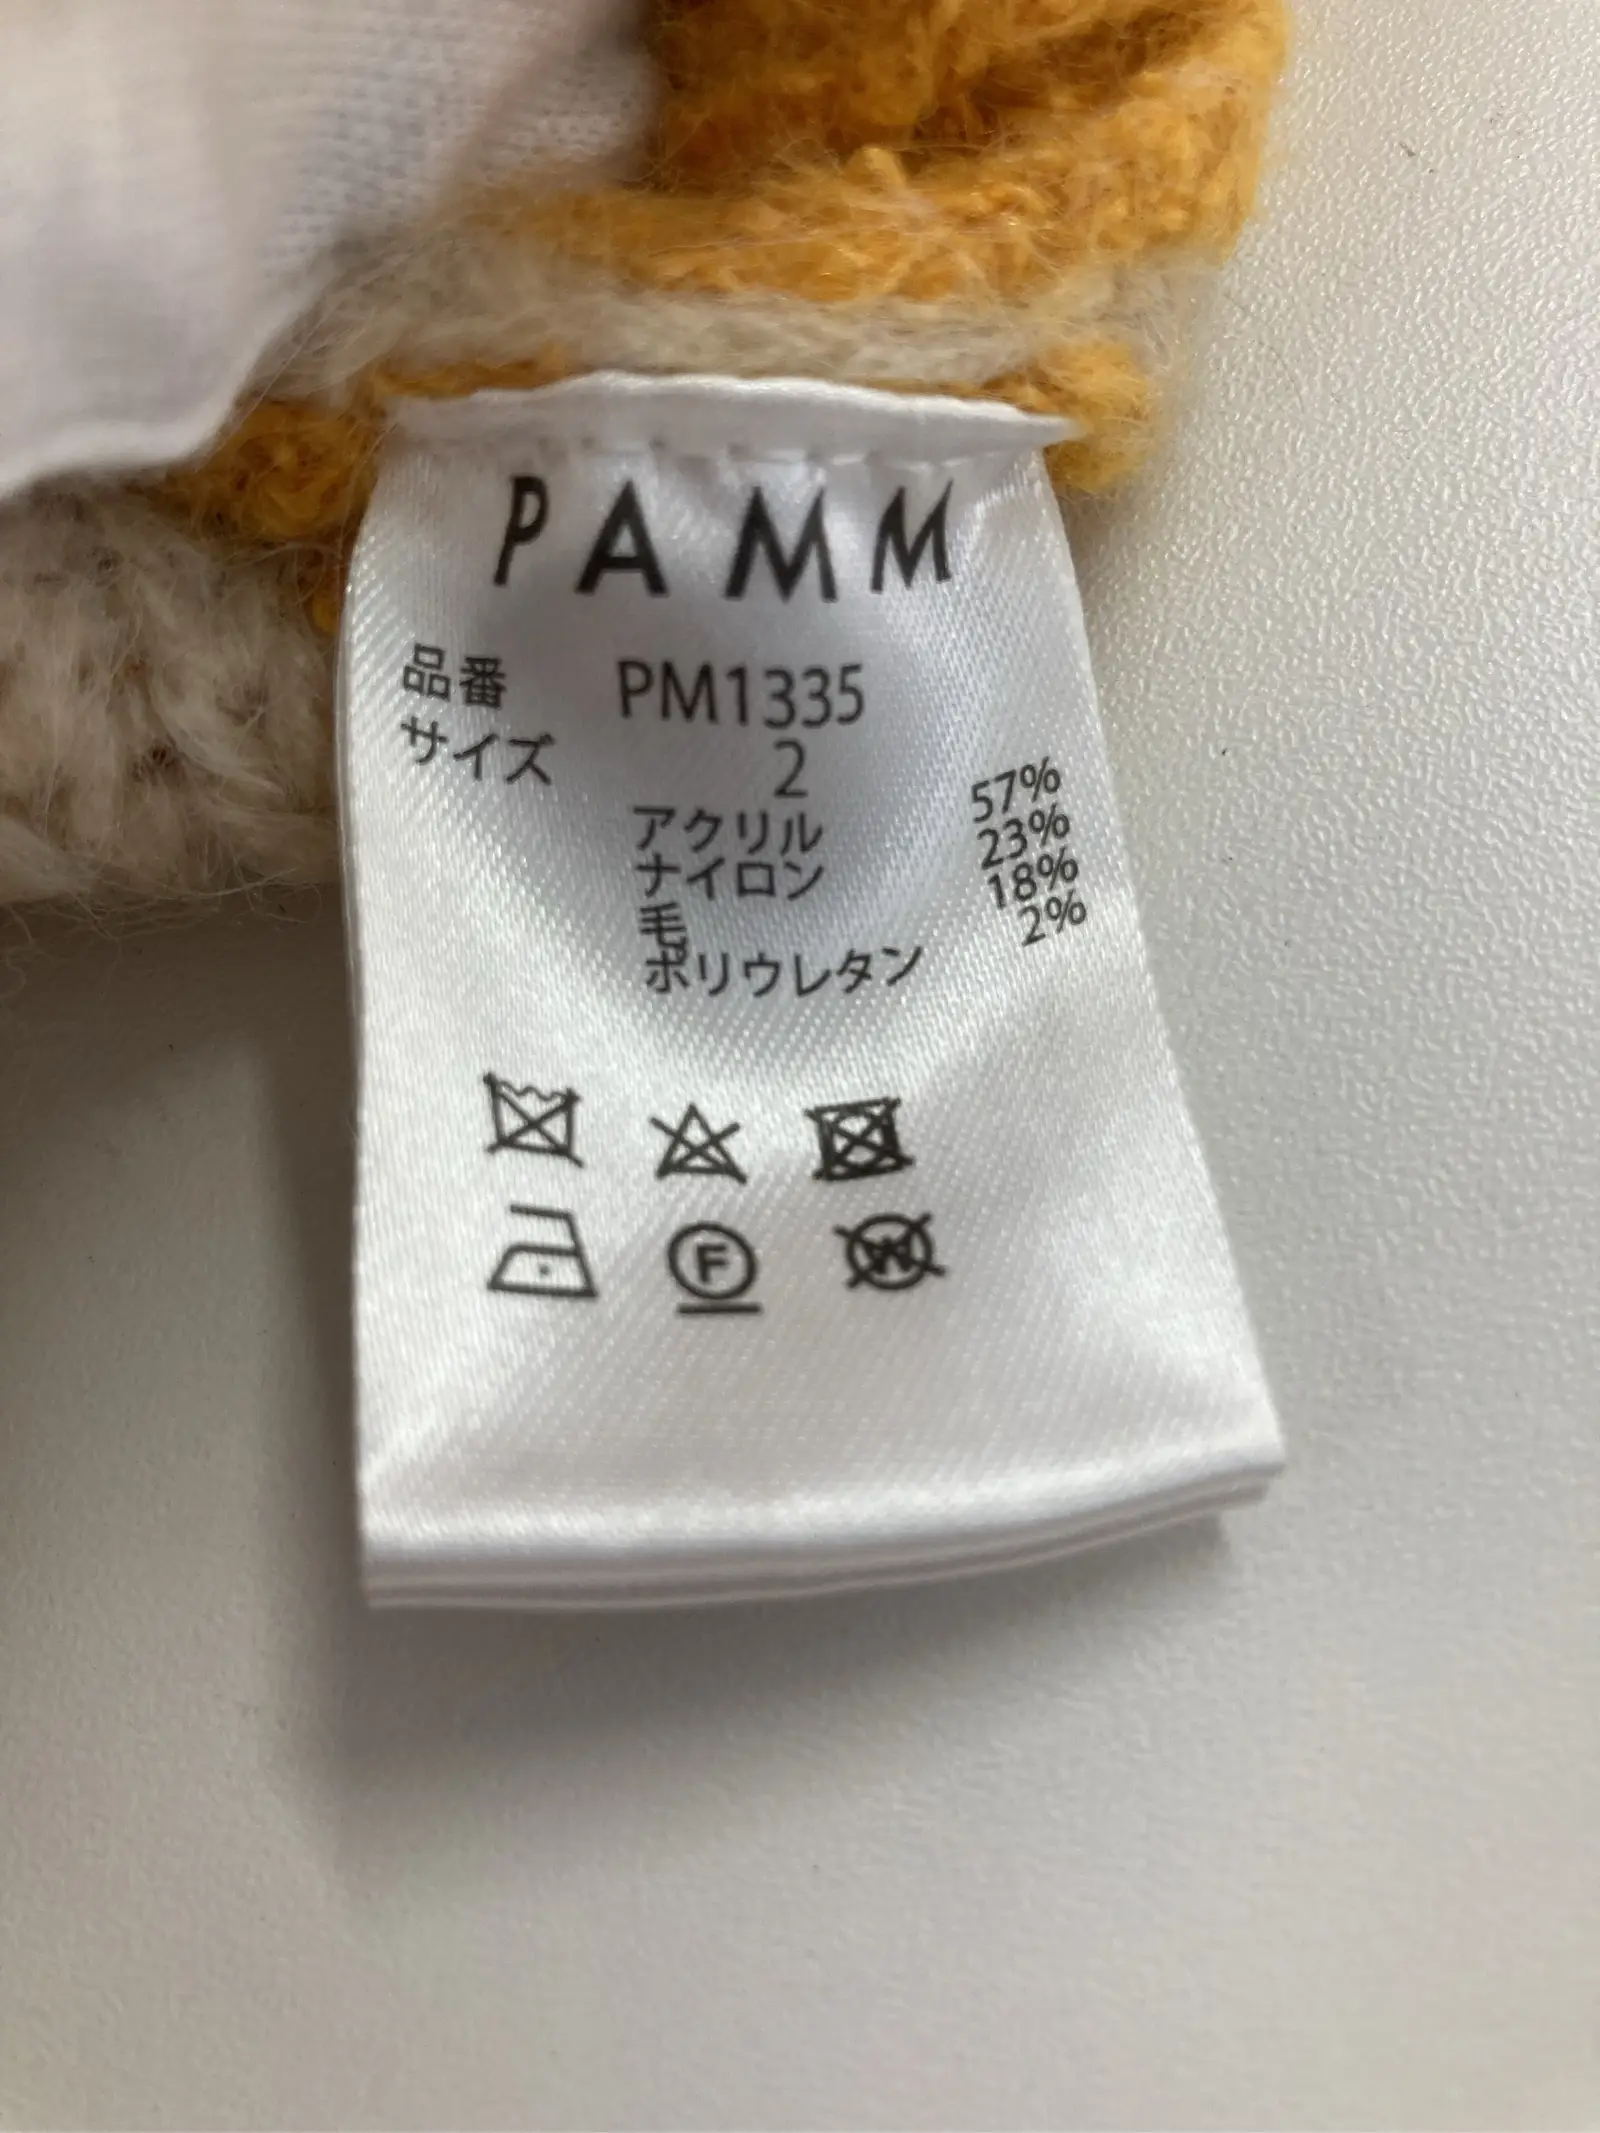 PAMM
品番 PM1335
サイズ 2
アクリル 57%
ナイロン 23%
毛 18%
ポリウレタン 2%
F
W